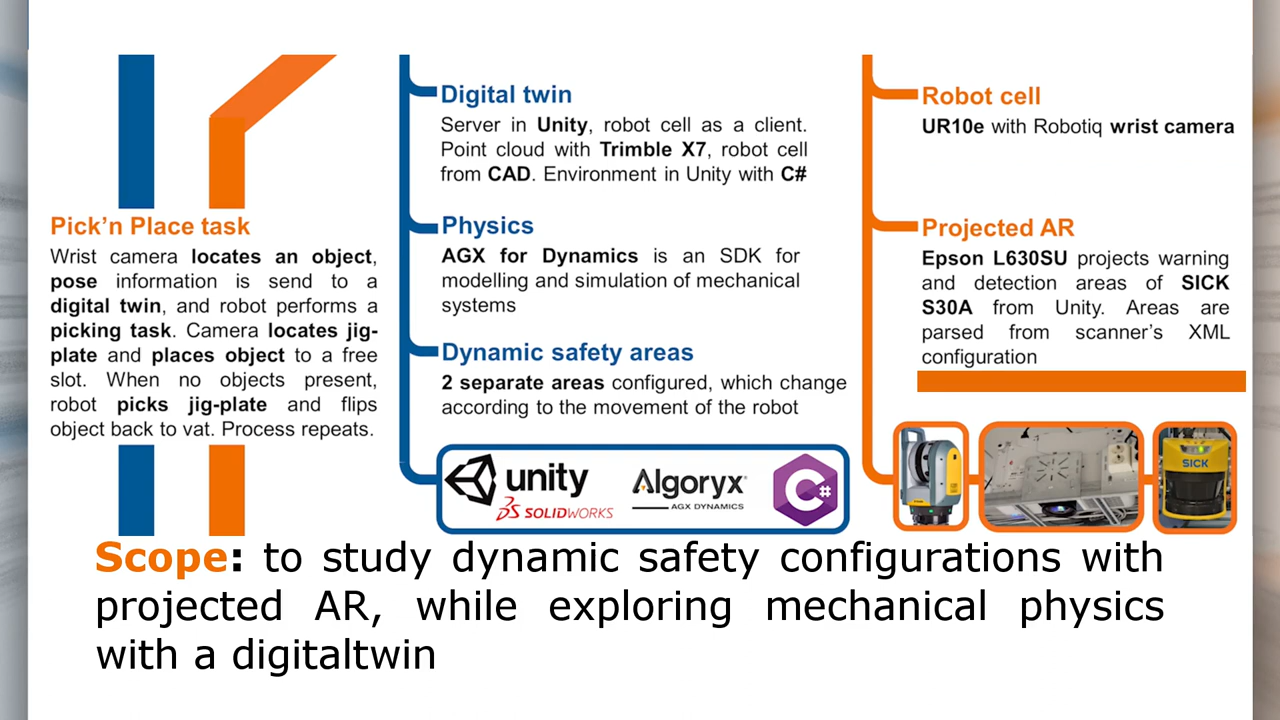 Pick'n Place task
Wrist camera locates an object,
pose information is send to a
digital twin, and robot performs a
picking task. Camera locates jig-
plate and places object to a free
slot. When no objects present,
robot picks jig-plate and flips
object back to vat. Process repeats.
Digital twin
Server in Unity, robot cell as a client.
Point cloud with Trimble X7, robot cell
from CAD. Environment in Unity with C#
Physics
AGX for Dynamics is an SDK for
modelling and simulation of mechanical
systems
Dynamic safety areas
2 separate areas configured, which change
according to the movement of the robot
unity
SOLIDWORKS
Algoryx
AGX DYNAMICS
C#
Robot cell
UR10e with Robotiq wrist camera
Projected AR
Epson L630SU projects warning
and detection areas of SICK
S30A from Unity. Areas are
parsed from scanner's XML
configuration
SICK
Scope: to study dynamic safety configurations with
projected AR, while exploring mechanical physics
with a digitaltwin